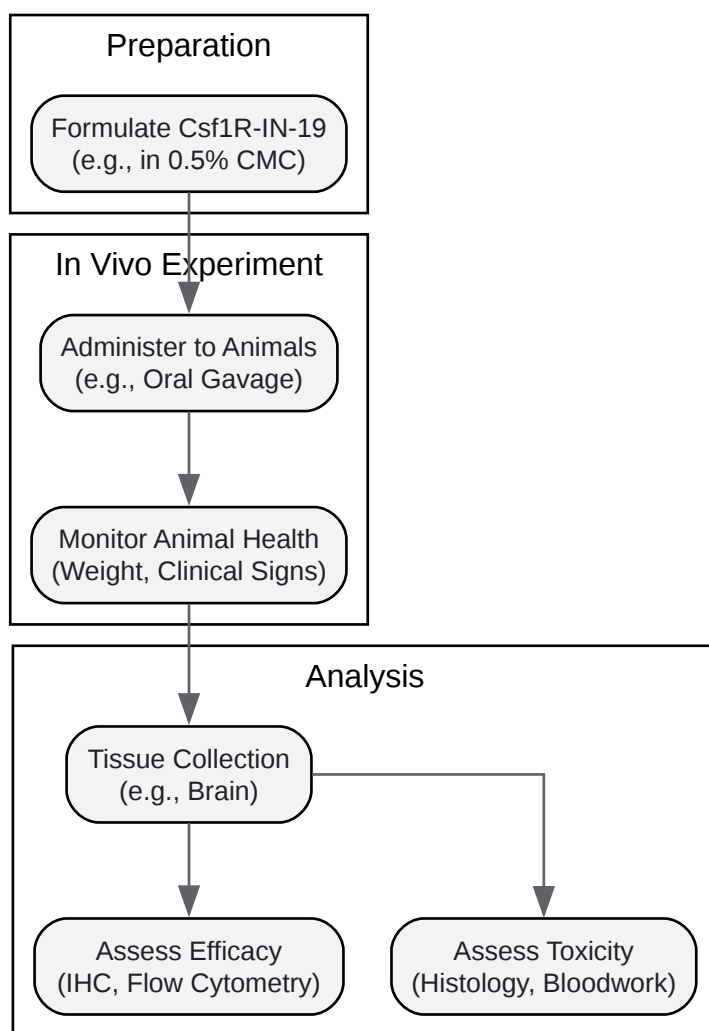 Preparation
Formulate Csf1R-IN-19
(e.g., in 0.5% CMC)
In Vivo Experiment
Administer to Animals
(e.g., Oral Gavage)
Monitor Animal Health
(Weight, Clinical Signs)
Analysis
Tissue Collection
(e.g., Brain)
Assess Efficacy
(IHC, Flow Cytometry)
Assess Toxicity
(Histology, Bloodwork)